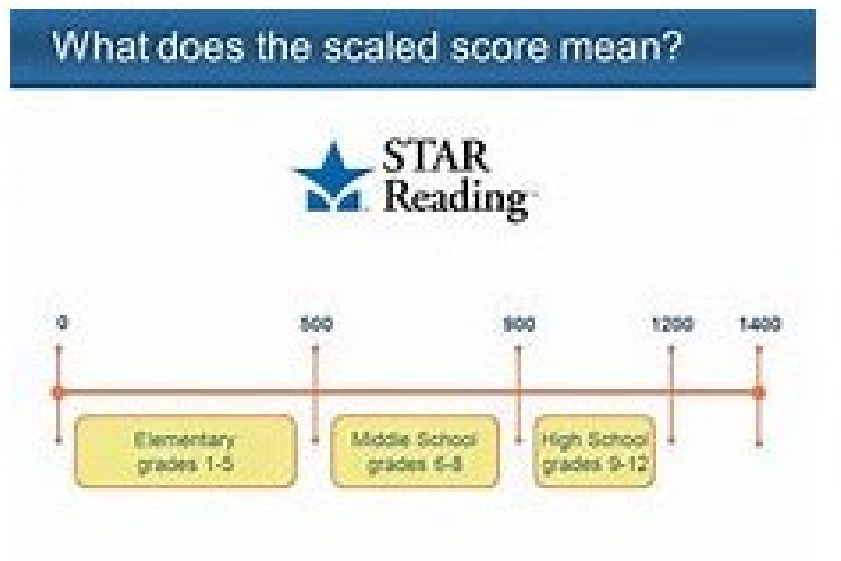 What does the scaled score mean?
STAR
Reading
0 500 900 1200 1400
Elementary
grades 1-5
Middle School
grades 6-8
High School
grades 9-12